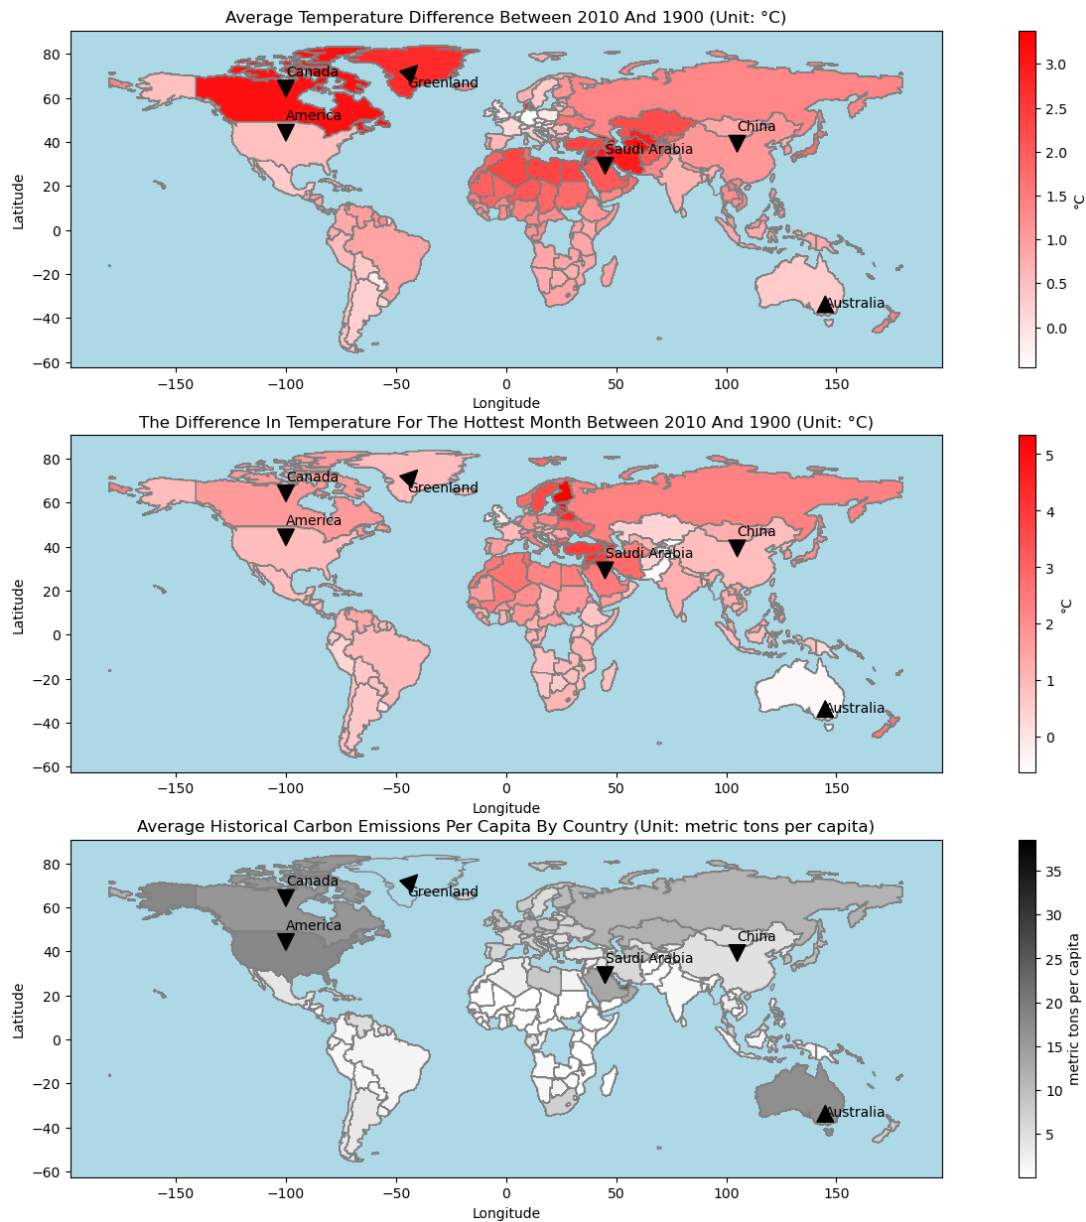 Average Temperature Difference Between 2010 And 1900 (Unit: °C)
80
60
40
20
0
−20
−40
−60
Latitude
Canada
Greenland
America
China
Saudi Arabia
Australia
−150
−100
−50
0
50
100
150
Longitude
3.0
2.5
2.0
1.5
1.0
0.5
0.0
°C
The Difference In Temperature For The Hottest Month Between 2010 And 1900 (Unit: °C)
80
60
40
20
0
−20
−40
−60
Latitude
Canada
Greenland
America
China
Saudi Arabia
Australia
−150
−100
−50
0
50
100
150
Longitude
5
4
3
2
1
0
°C
Average Historical Carbon Emissions Per Capita By Country (Unit: metric tons per capita)
80
60
40
20
0
−20
−40
−60
Latitude
Canada
Greenland
America
China
Saudi Arabia
Australia
−150
−100
−50
0
50
100
150
Longitude
35
30
25
20
15
10
5
metric tons per capita